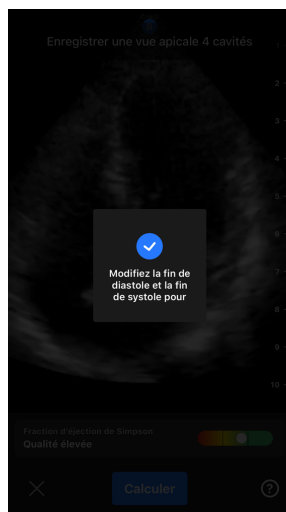 Enregistrer une vue apicale 4 cavités
2
3
4
5
6
7
8
9
10
Modifiez la fin de
diastole et la fin
de systole pour
Fraction d'éjection de Simpson
Qualité élevée
Calculer
?